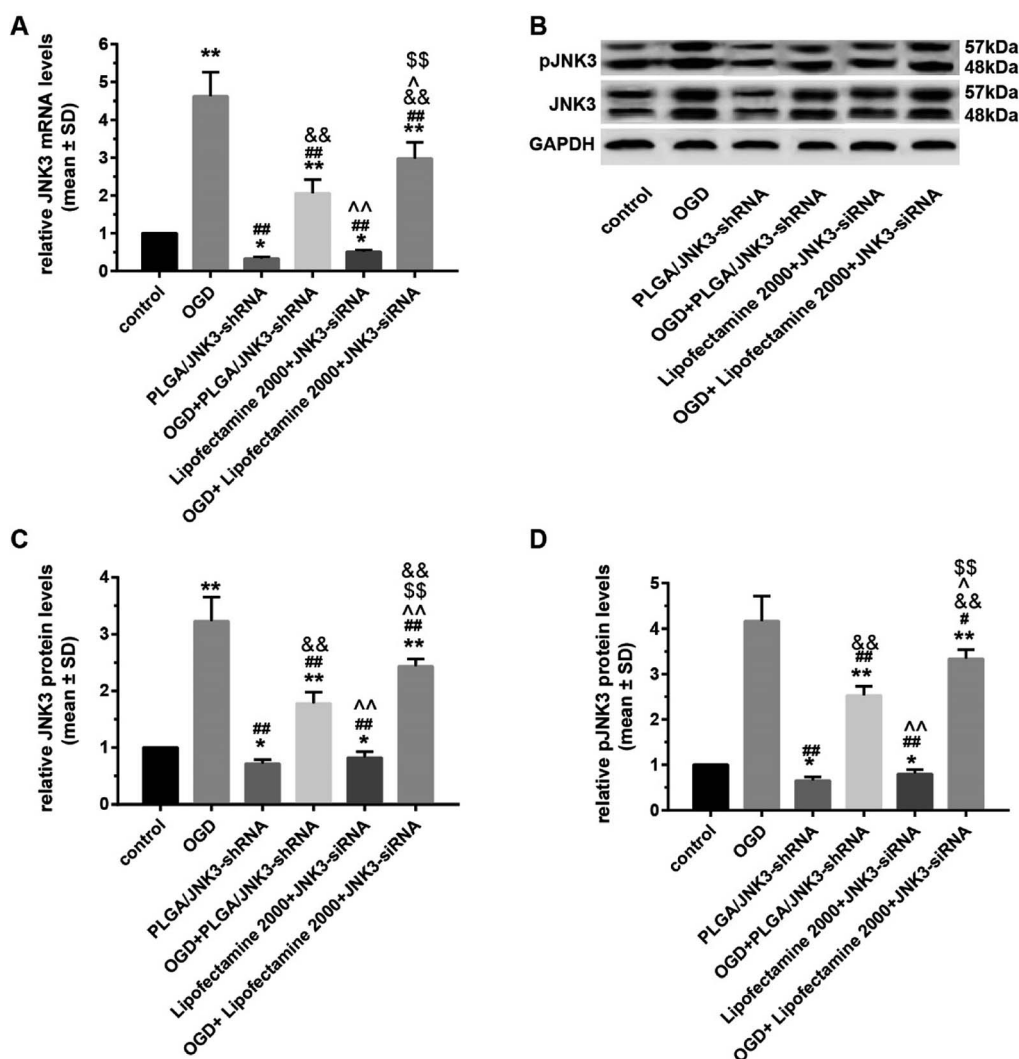 A
relative JNK3 mRNA levels
(mean ± SD)
6
5
4
3
2
1
0
**
##
*
&&
##
**
^^
##
*
$$
^
&&
##
**
control
OGD
PLGA/JNK3-shRNA
OGD+PLGA/JNK3-shRNA
Lipofectamine 2000+JNK3-siRNA
OGD+ Lipofectamine 2000+JNK3-siRNA
B
pJNK3
57kDa
48kDa
JNK3
57kDa
48kDa
GAPDH
control
OGD
PLGA/JNK3-shRNA
OGD+PLGA/JNK3-shRNA
Lipofectamine 2000+JNK3-siRNA
OGD+ Lipofectamine 2000+JNK3-siRNA
C
relative JNK3 protein levels
(mean ± SD)
4
3
2
1
0
**
##
*
&&
##
**
^^
##
*
&&
$$
^^
##
**
control
OGD
PLGA/JNK3-shRNA
OGD+PLGA/JNK3-shRNA
Lipofectamine 2000+JNK3-siRNA
OGD+ Lipofectamine 2000+JNK3-siRNA
D
relative pJNK3 protein levels
(mean ± SD)
5
4
3
2
1
0
##
*
&&
##
**
^^
##
*
$$
^
&&
#
**
control
OGD
PLGA/JNK3-shRNA
OGD+PLGA/JNK3-shRNA
Lipofectamine 2000+JNK3-siRNA
OGD+ Lipofectamine 2000+JNK3-siRNA